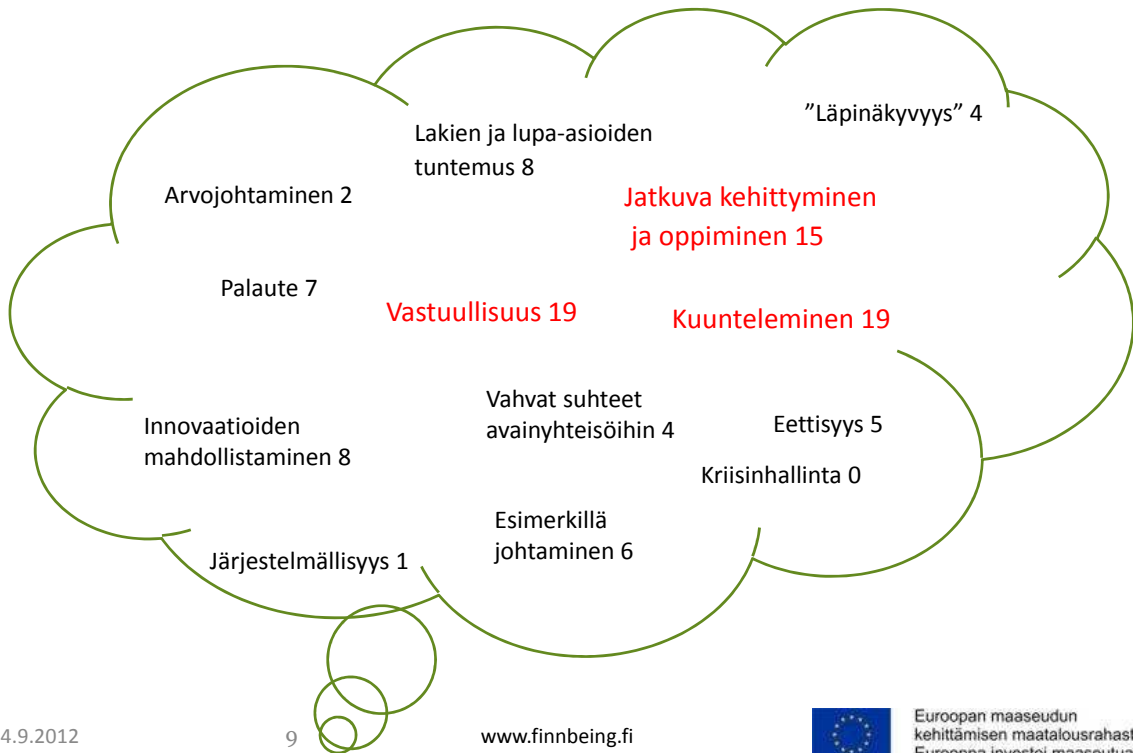 "Läpinäkyvyys" 4
Lakien ja lupa-asioiden
tuntemus 8
Arvojohtaminen 2
Jatkuva kehittyminen
ja oppiminen 15
Palaute 7
Vastuullisuus 19
Kuunteleminen 19
Vahvat suhteet
avainyhteisöihin 4
Eettisyys 5
Innovaatioiden
mahdollistaminen 8
Kriisinhallinta 0
Esimerkillä
johtaminen 6
Järjestelmällisyys 1
4.9.2012
9
www.finnbeing.fi
Euroopan maaseudun
kehittämisen maatalousrahast